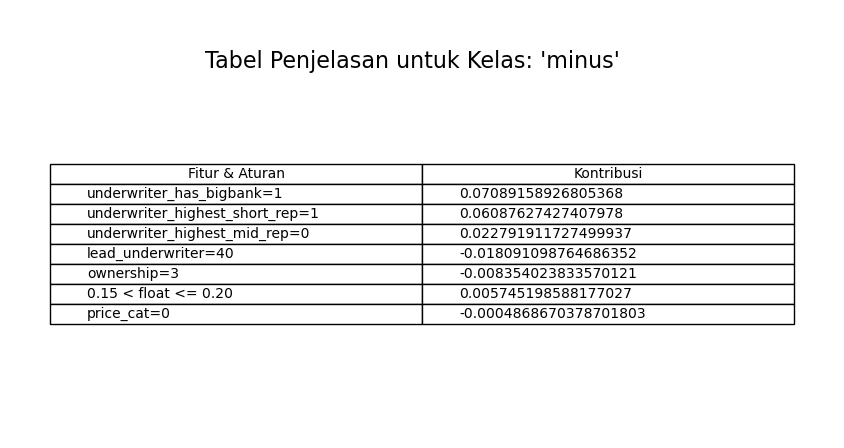 Tabel Penjelasan untuk Kelas: 'minus'
Fitur & Aturan Kontribusi
underwriter_has_bigbank=1 0.07089158926805368
underwriter_highest_short_rep=1 0.06087627427407978
underwriter_highest_mid_rep=0 0.022791911727499937
lead_underwriter=40 -0.018091098764686352
ownership=3 -0.008354023833570121
0.15 < float <= 0.20 0.005745198588177027
price_cat=0 -0.0004868670378701803